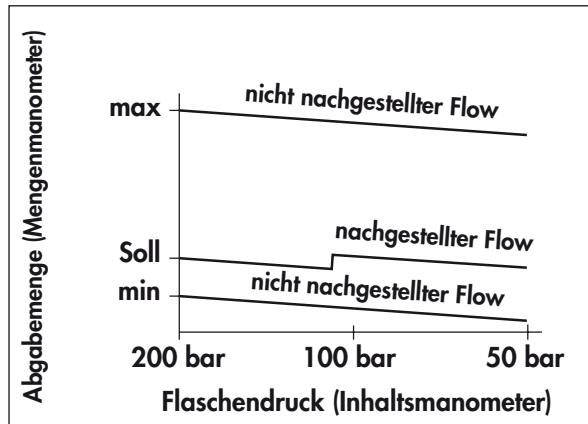 Abgabemenge (Mengenmanometer)
nicht nachgestellter Flow
max
nachgestellter Flow
Soll
nicht nachgestellter Flow
min
200 bar
100 bar
50 bar
Flaschendruck (Inhaltsmanometer)